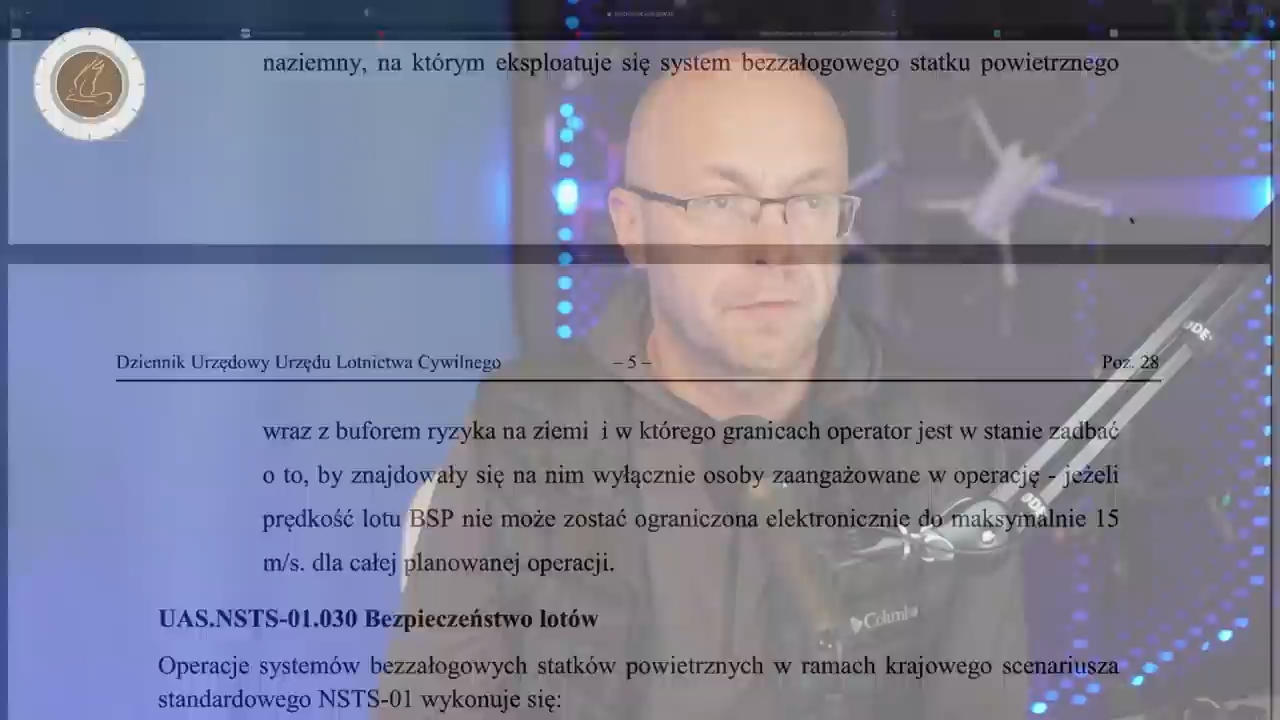 naziemny, na którym eksploatuje się system bezzałogowego statku powietrznego
Dziennik Urzędowy Urzędu Lotnictwa Cywilnego – 5 – Poz. 28
wraz z buforem ryzyka na ziemi i w którego granicach operator jest w stanie zadbać
o to, by znajdowały się na nim wyłącznie osoby zaangażowane w operację - jeżeli
prędkość lotu BSP nie może zostać ograniczona elektronicznie do maksymalnie 15
m/s. dla całej planowanej operacji.
UAS.NSTS-01.030 Bezpieczeństwo lotów
Operacje systemów bezzałogowych statków powietrznych w ramach krajowego scenariusza
standardowego NSTS-01 wykonuje się:
Columbia